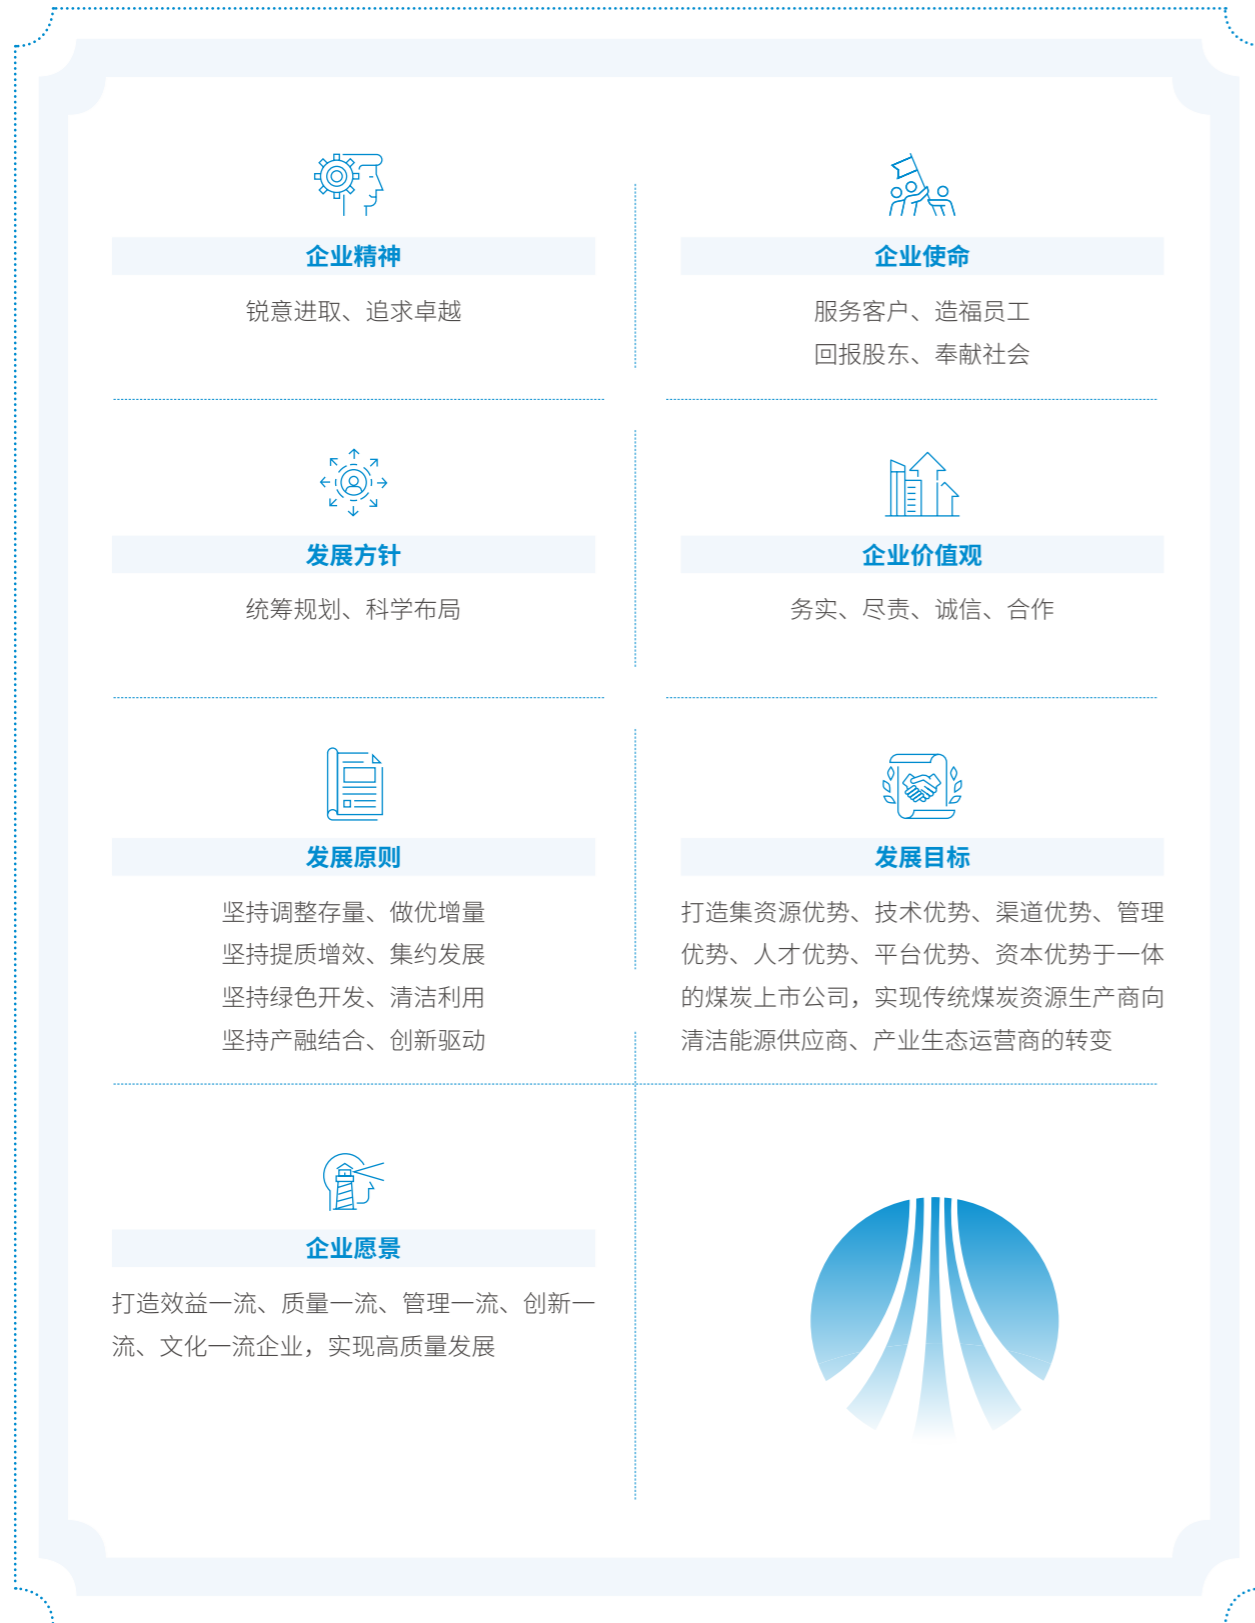 企业精神
锐意进取、追求卓越
企业使命
服务客户、造福员工
回报股东、奉献社会
发展方针
统筹规划、科学布局
企业价值观
务实、尽责、诚信、合作
发展原则
坚持调整存量、做优增量
坚持提质增效、集约发展
坚持绿色开发、清洁利用
坚持产融结合、创新驱动
发展目标
打造集资源优势、技术优势、渠道优势、管理
优势、人才优势、平台优势、资本优势于一体
的煤炭上市公司，实现传统煤炭资源生产商向
清洁能源供应商、产业生态运营商的转变
企业愿景
打造效益一流、质量一流、管理一流、创新一
流、文化一流企业，实现高质量发展